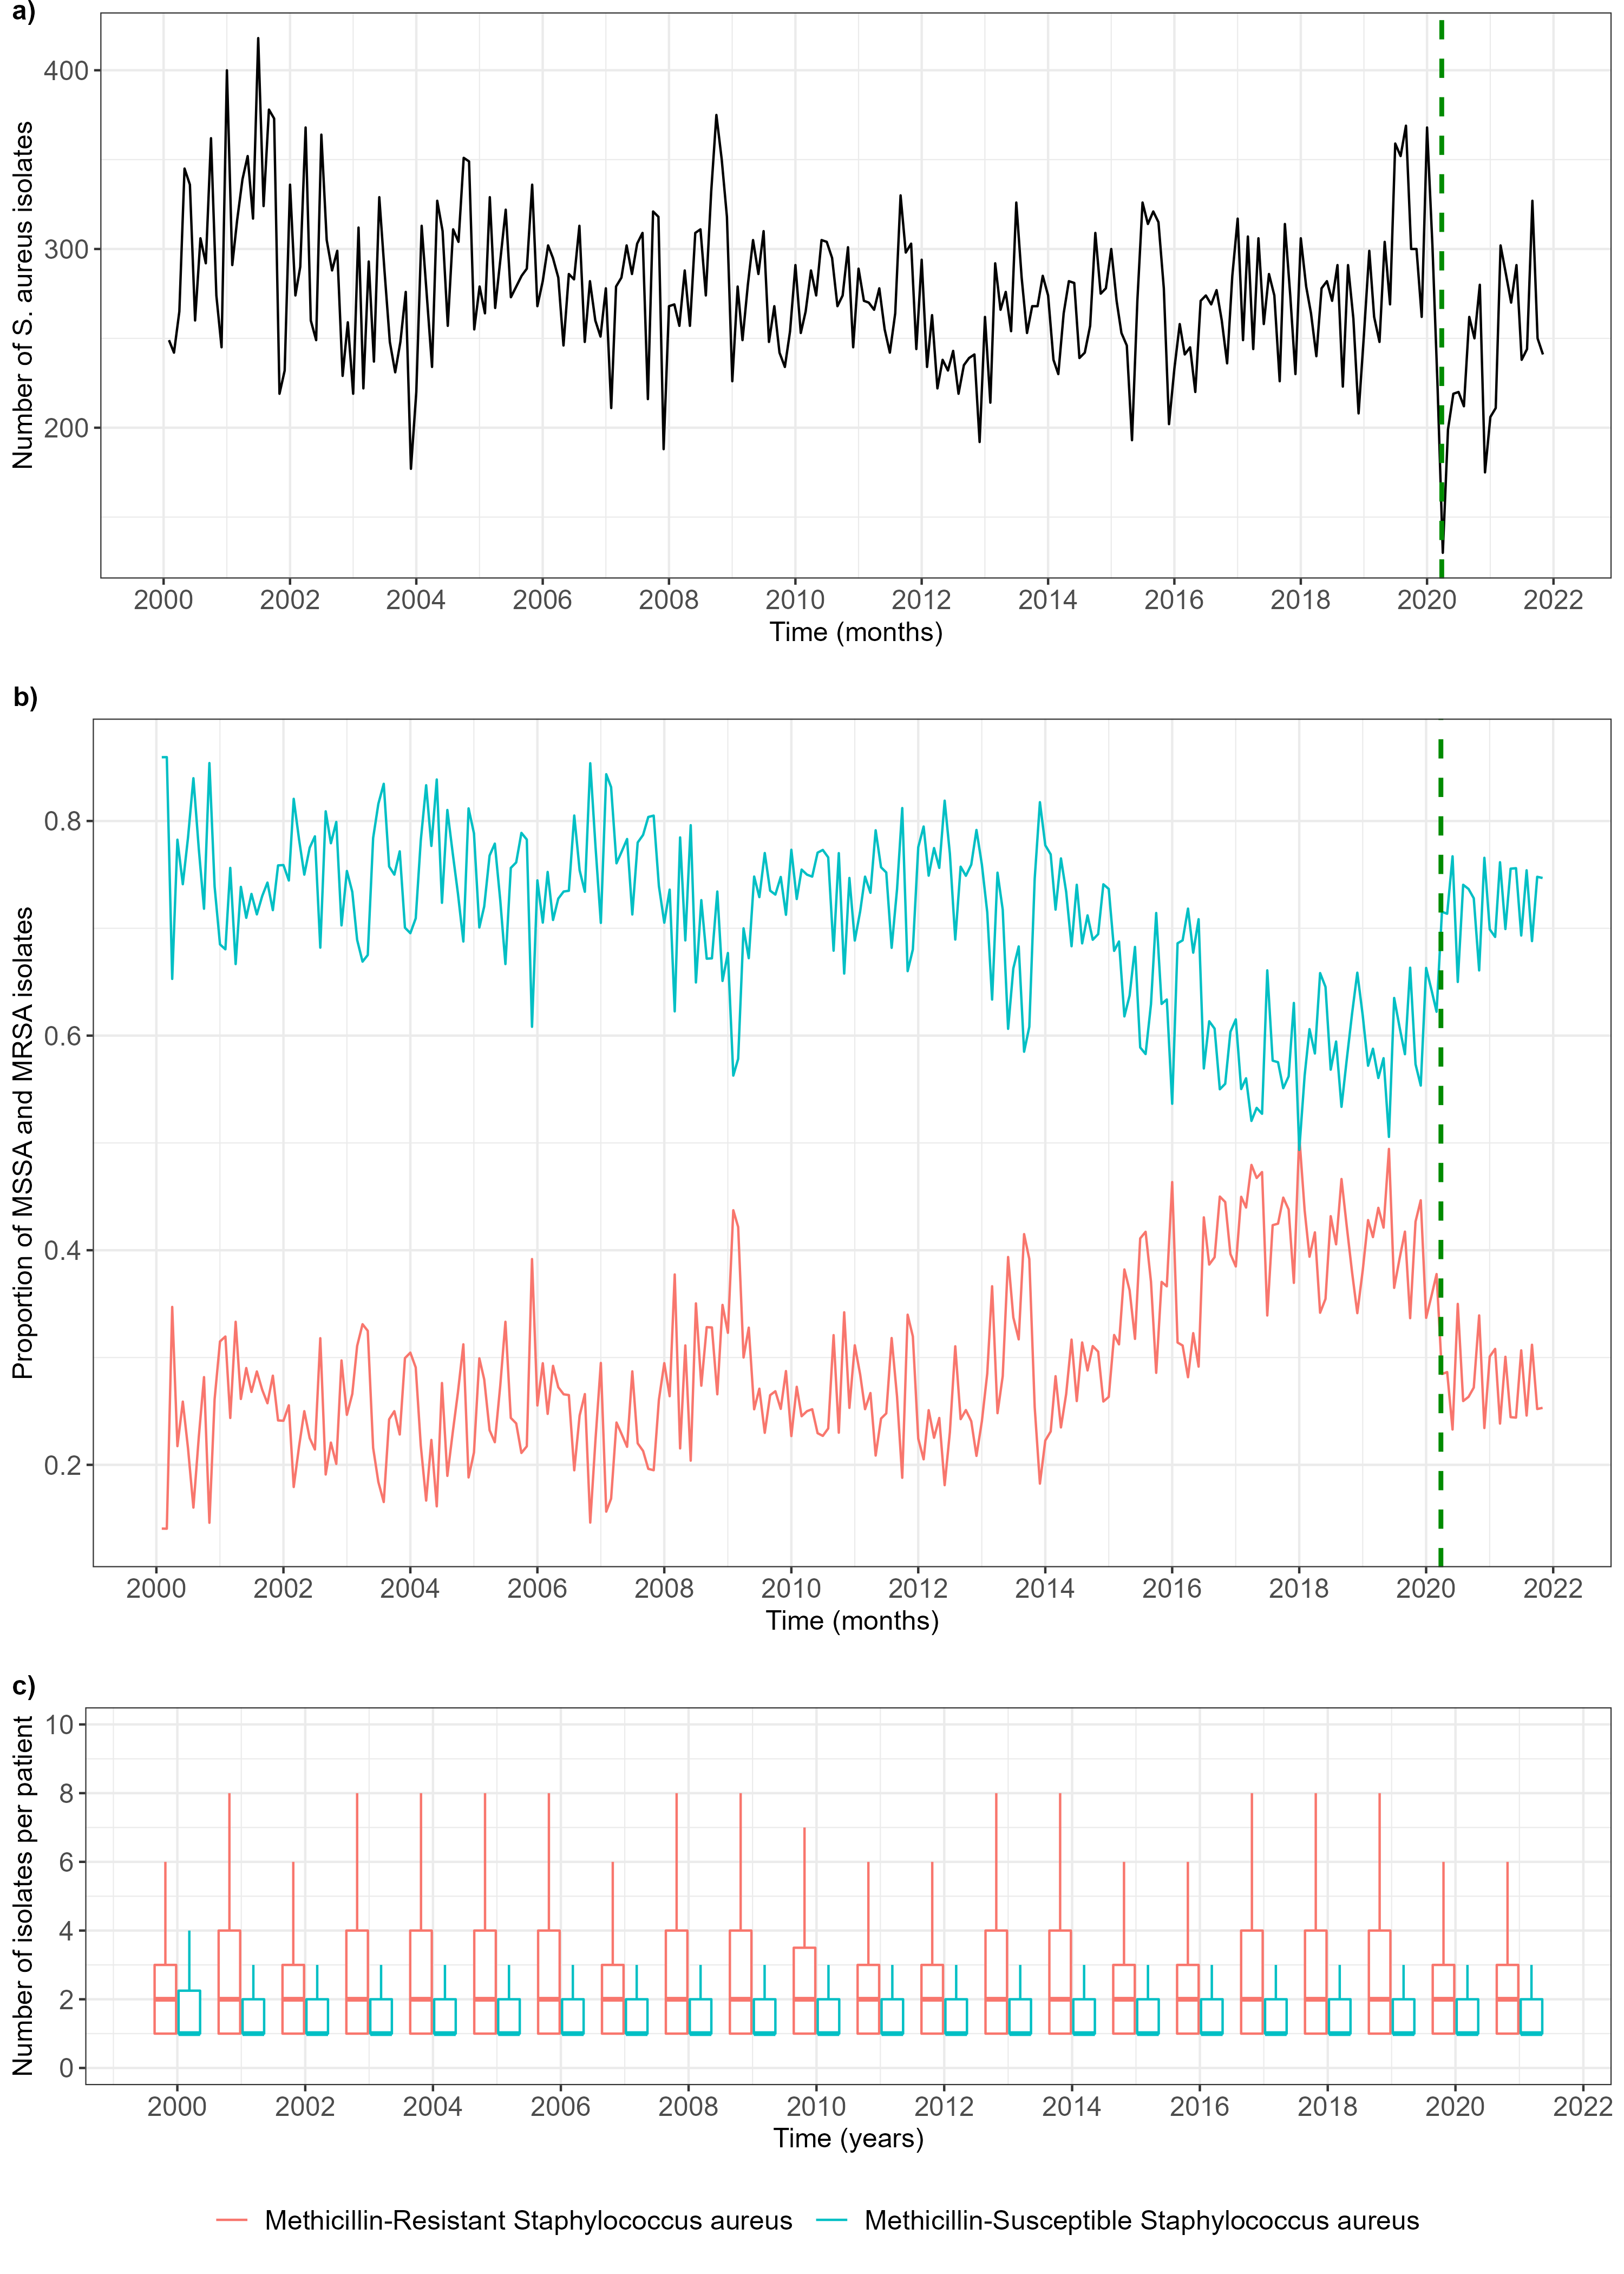 a)
Number of S. aureus isolates
400
300
200
2000 2002 2004 2006 2008 2010 2012 2014 2016 2018 2020 2022
Time (months)
b)
Proportion of MSSA and MRSA isolates
0.8
0.6
0.4
0.2
2000 2002 2004 2006 2008 2010 2012 2014 2016 2018 2020 2022
Time (months)
c)
Number of isolates per patient
10
8
6
4
2
0
2000 2002 2004 2006 2008 2010 2012 2014 2016 2018 2020 2022
Time (years)
Methicillin-Resistant Staphylococcus aureus Methicillin-Susceptible Staphylococcus aureus